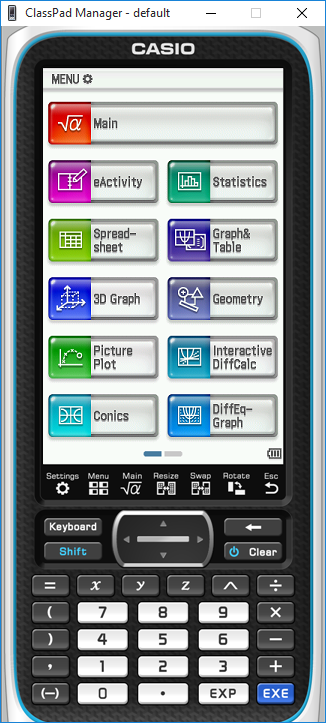 ClassPad Manager - default
CASIO
MENU
√α Main
eActivity
Statistics
Spread-
sheet
Graph&
Table
3D Graph
Geometry
Picture
Plot
Interactive
DiffCalc
Conics
DiffEq-
Graph
Settings Menu Main Resize Swap Rotate Esc
√α
Keyboard
Shift
Clear
= x y z ^ ÷
( 7 8 9 ×
) 4 5 6 −
, 1 2 3 +
(−) 0 . EXP EXE